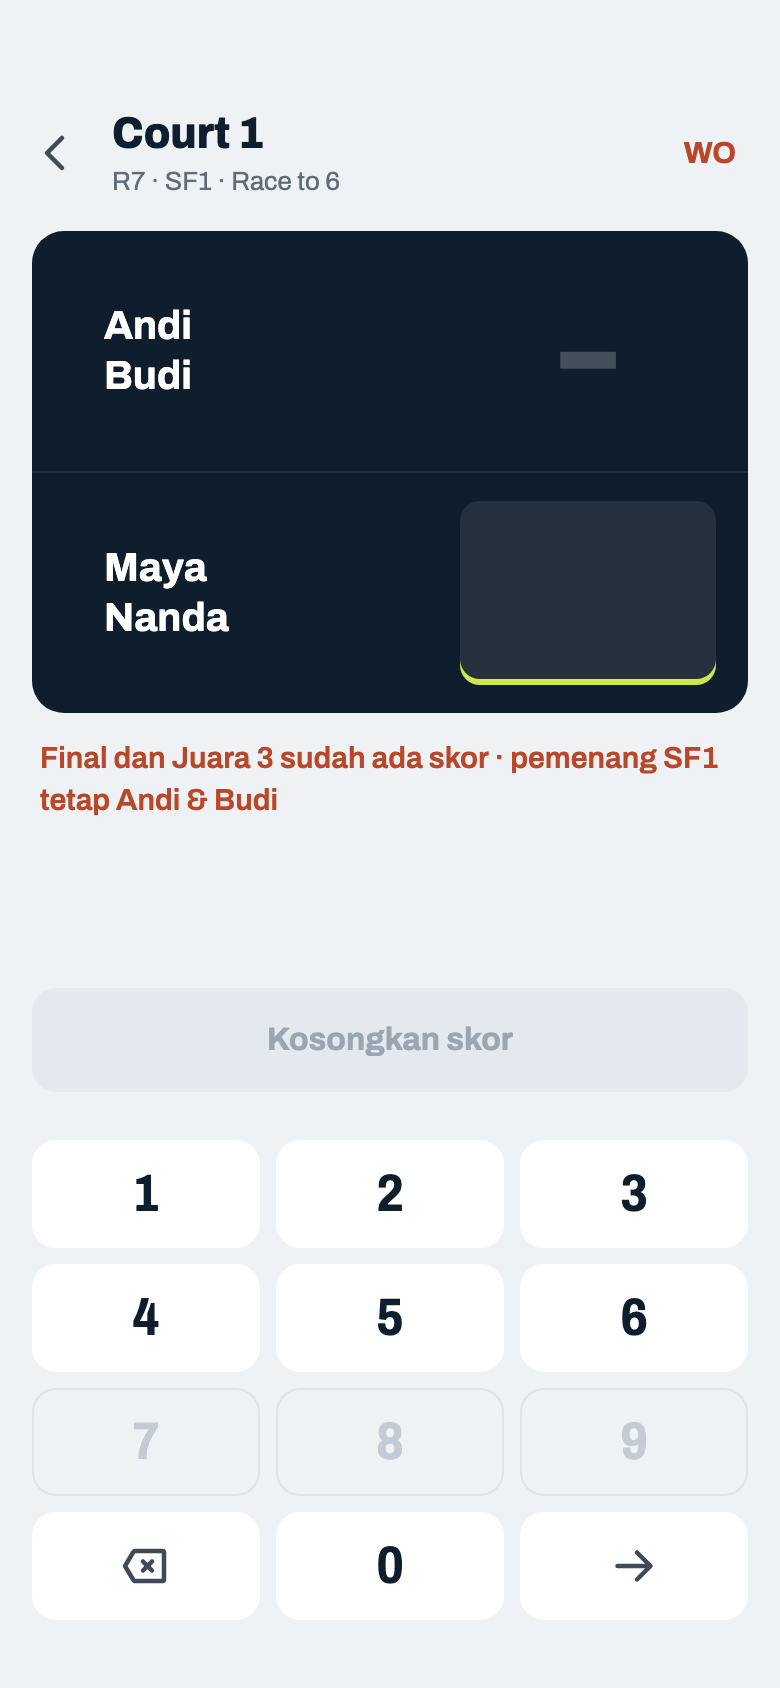 Court 1
WO
R7 · SF1 · Race to 6
Andi
Budi
Maya
Nanda
Final dan Juara 3 sudah ada skor · pemenang SF1
tetap Andi & Budi
Kosongkan skor
1 2 3
4 5 6
7 8 9
0